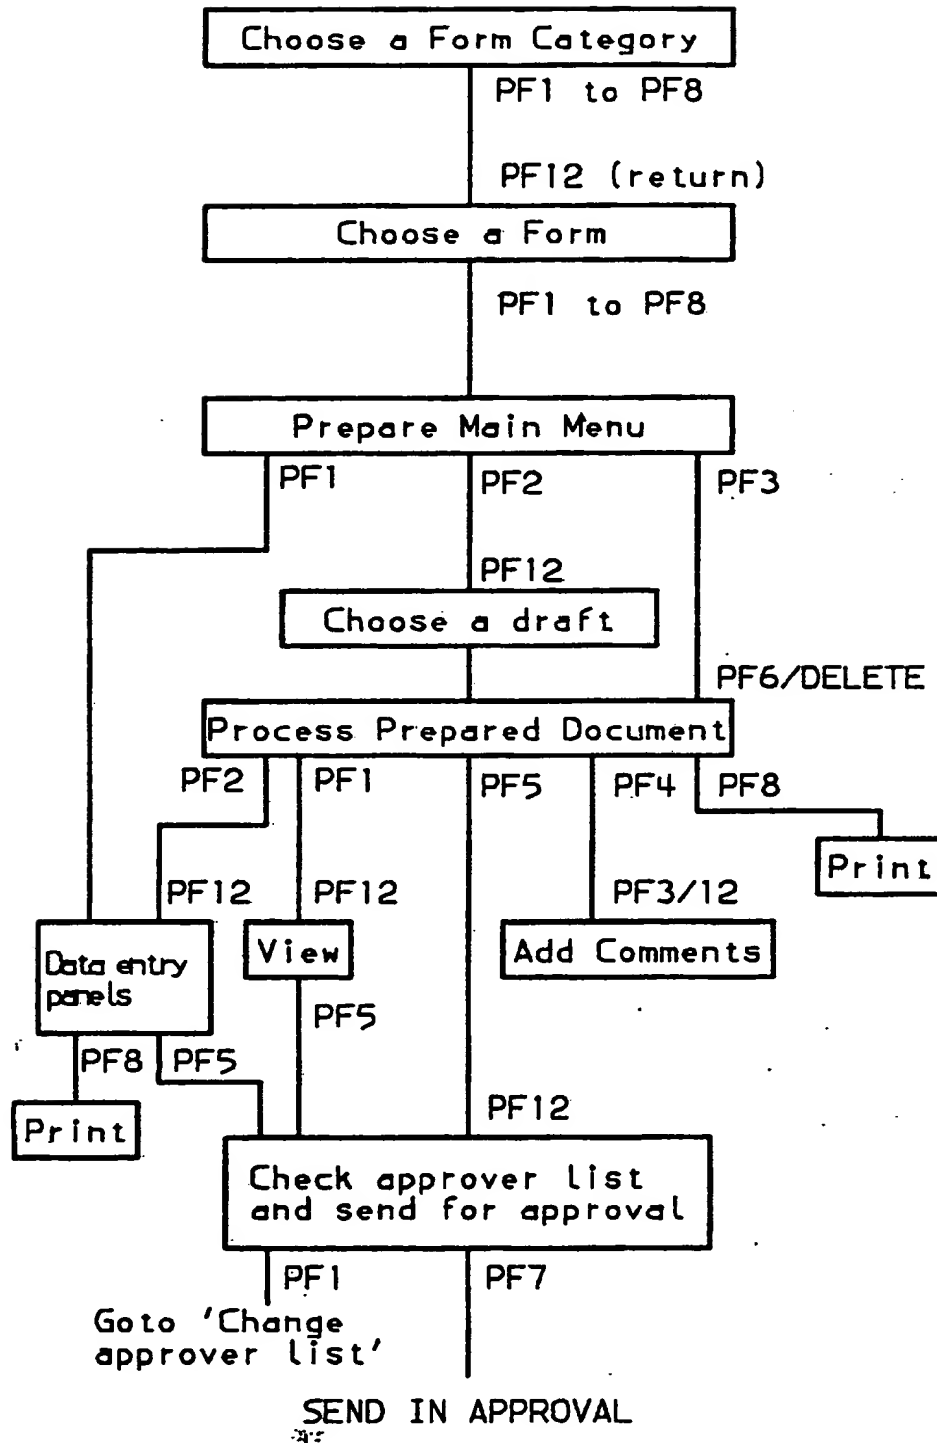 Choose a Form Category
PF1 to PF8
PF12 (return)
Choose a Form
PF1 to PF8
Prepare Main Menu
PF1
PF2
PF3
PF12
Choose a draft
PF6/DELETE
Process Prepared Document
PF2
PF1
PF5
PF4
PF8
Print
PF12
PF12
PF3/12
Data entry
panels
View
Add Comments
PF5
PF8
PF5
Print
PF12
Check approver list
and send for approval
PF1
PF7
Goto 'Change
approver list'
SEND IN APPROVAL